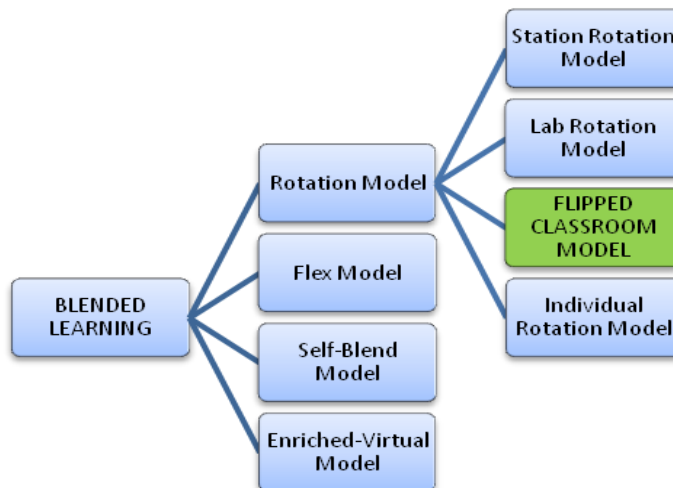 Station Rotation
Model
Lab Rotation
Model
Rotation Model
FLIPPED
CLASSROOM
MODEL
Flex Model
BLENDED
LEARNING
Individual
Rotation Model
Self-Blend
Model
Enriched-Virtual
Model